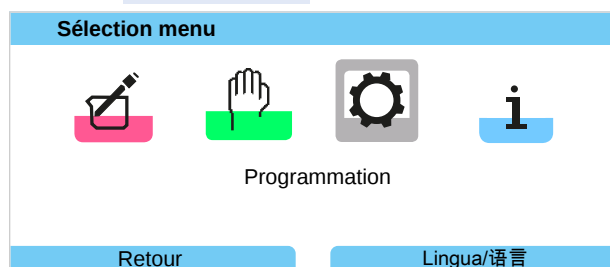 Sélection menu
i
Programmation
Retour
Lingua/语言